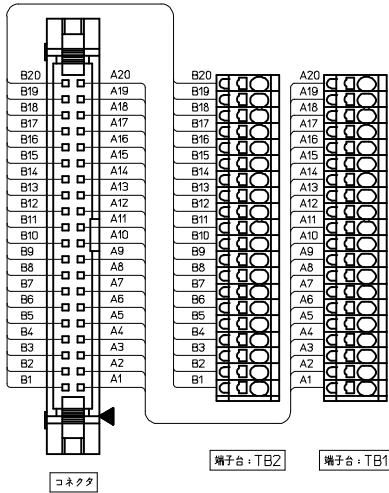 B20 A20 B20 A20
B19 A19 B19 A19
B18 A18 B18 A18
B17 A17 B17 A17
B16 A16 B16 A16
B15 A15 B15 A15
B14 A14 B14 A14
B13 A13 B13 A13
B12 A12 B12 A12
B11 A11 B11 A11
B10 A10 B10 A10
B9 A9 B9 A9
B8 A8 B8 A8
B7 A7 B7 A7
B6 A6 B6 A6
B5 A5 B5 A5
B4 A4 B4 A4
B3 A3 B3 A3
B2 A2 B2 A2
B1 A1 B1 A1
端子台:TB2 端子台:TB1
コネクタ